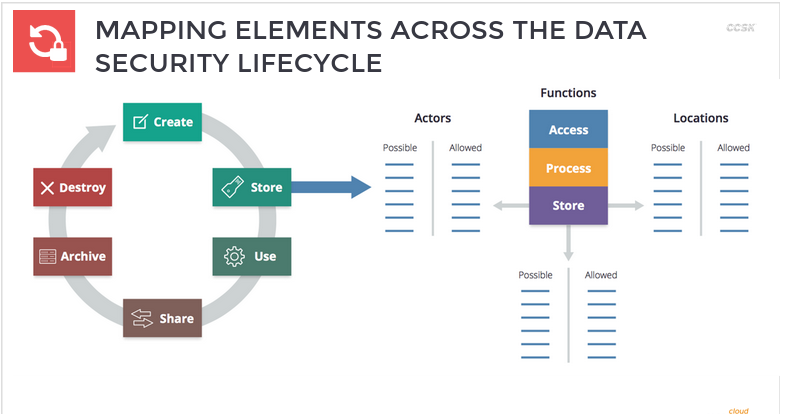 MAPPING ELEMENTS ACROSS THE DATA
SECURITY LIFECYCLE
CCSK
Create
Store
Use
Share
Archive
Destroy
Functions
Access
Process
Store
Actors
Possible
Allowed
Locations
Possible
Allowed
Possible
Allowed
cloud